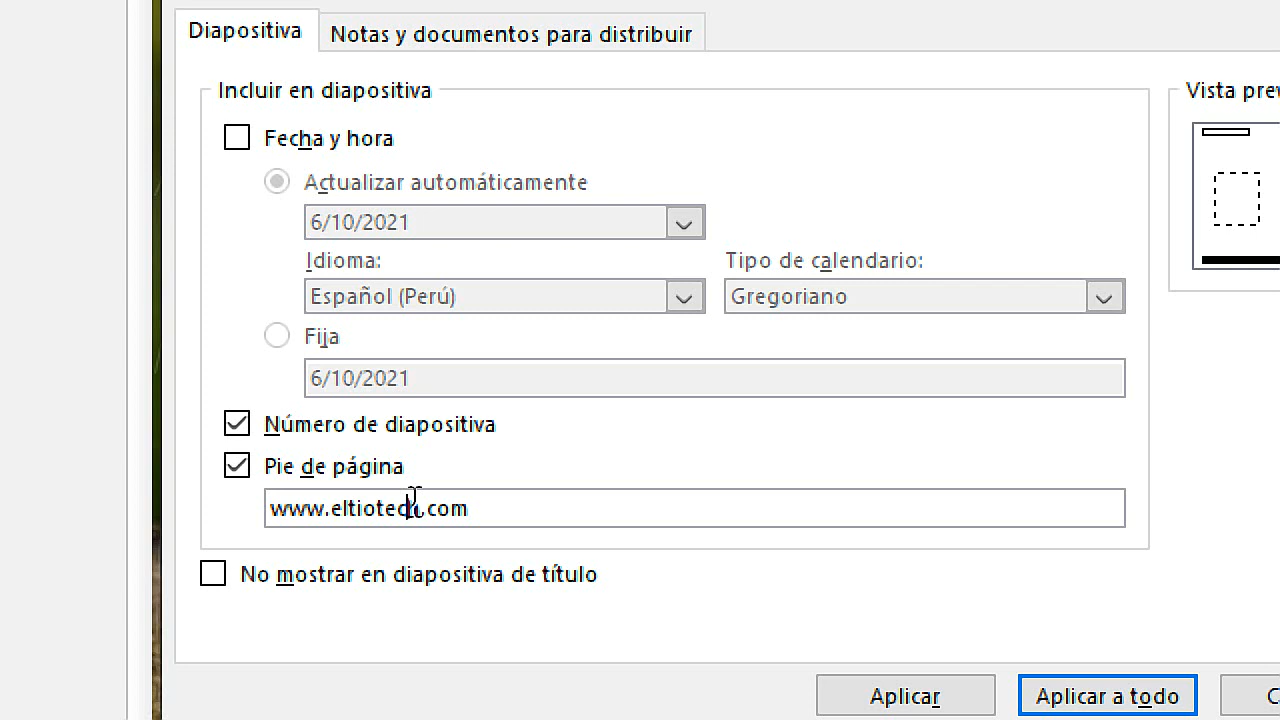 Diapositiva
Notas y documentos para distribuir
Incluir en diapositiva
Vista prev
Fecha y hora
Actualizar automáticamente
6/10/2021
Idioma:
Tipo de calendario:
Español (Perú)
Gregoriano
Fija
6/10/2021
Número de diapositiva
Pie de página
www.eltiotech.com
No mostrar en diapositiva de título
Aplicar
Aplicar a todo
C